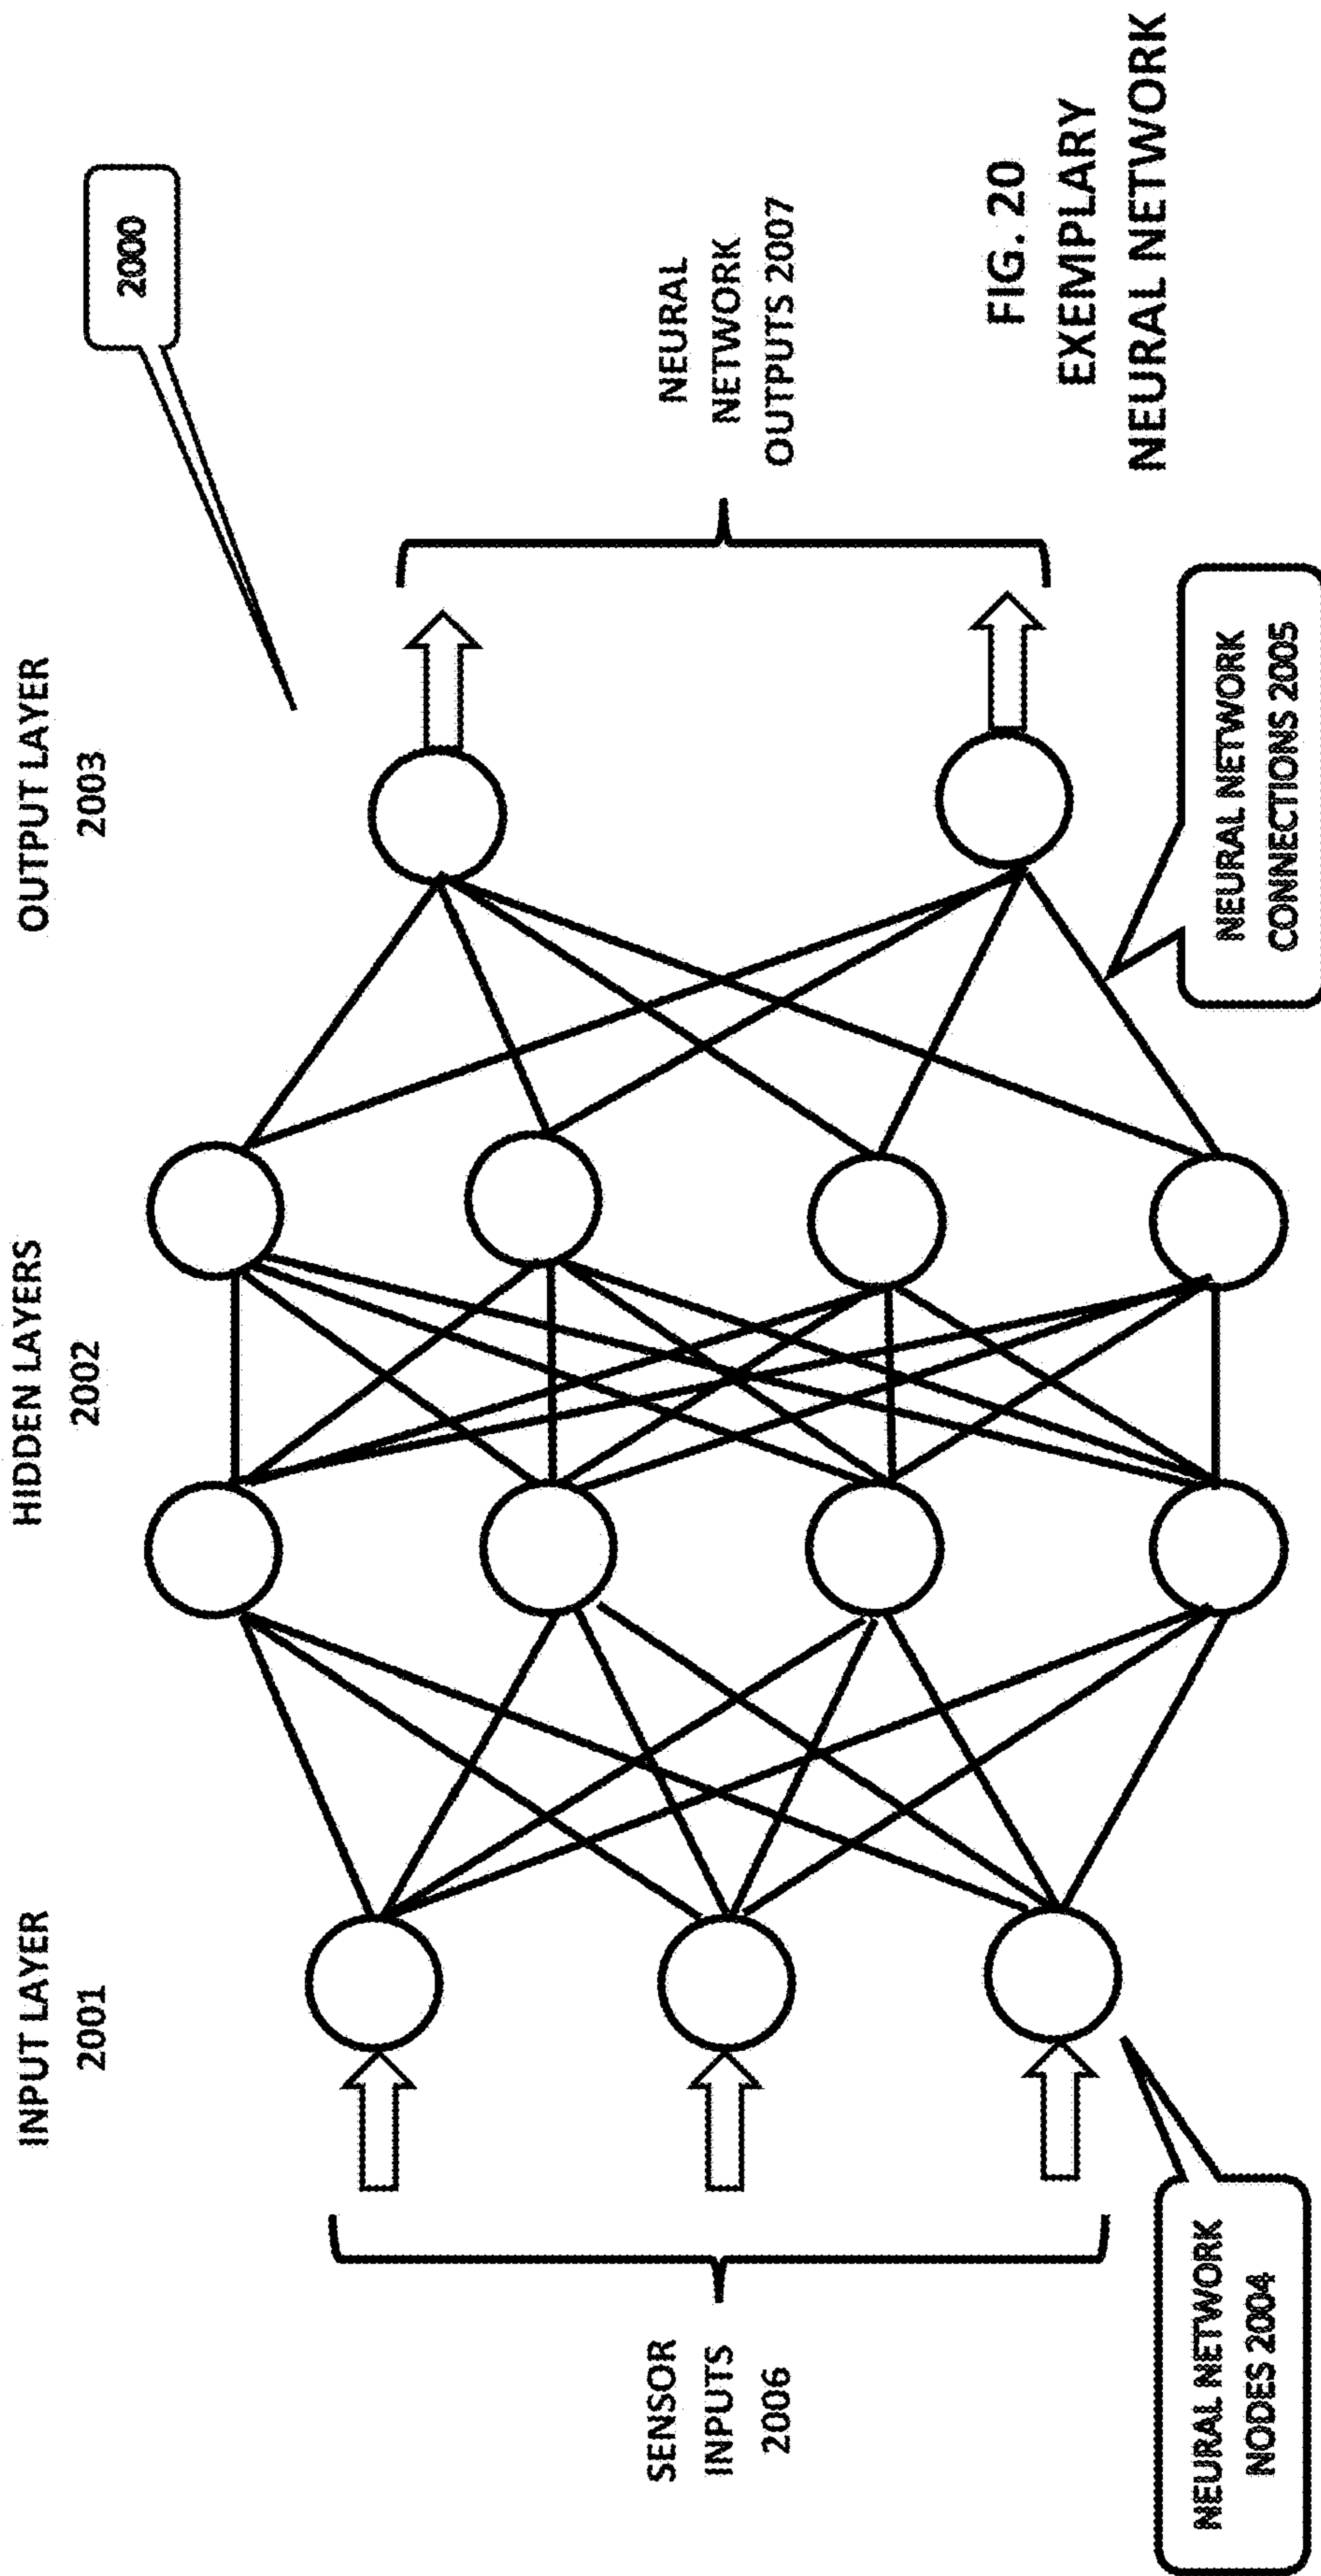 INPUT LAYER
2001
HIDDEN LAYERS
2002
OUTPUT LAYER
2003
2000
SENSOR
INPUTS
2006
NEURAL
NETWORK
OUTPUTS 2007
NEURAL NETWORK
NODES 2004
NEURAL NETWORK
CONNECTIONS 2005
FIG. 20
EXEMPLARY
NEURAL NETWORK